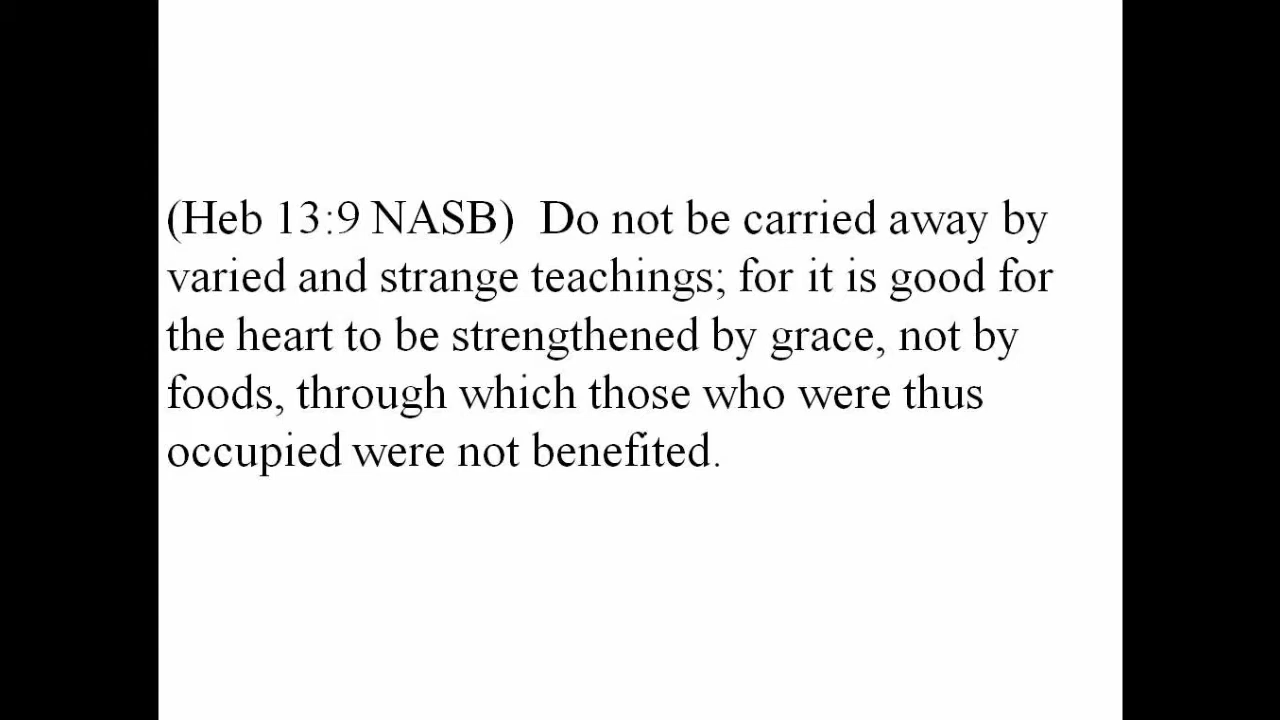 (Heb 13:9 NASB)  Do not be carried away by
varied and strange teachings; for it is good for
the heart to be strengthened by grace, not by
foods, through which those who were thus
occupied were not benefited.